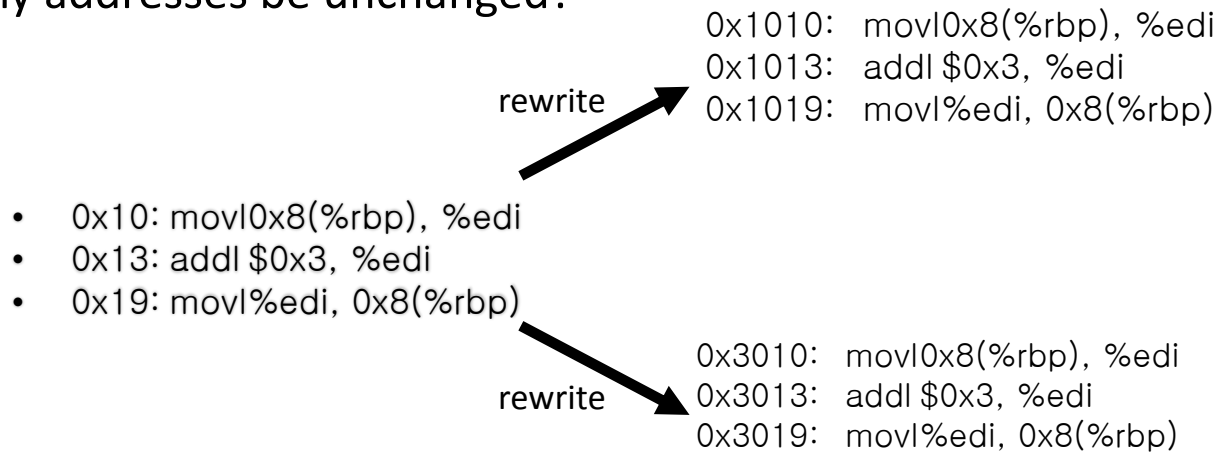 addresses be unchanged?
0x1010: movl0x8(%rbp), %edi
0x1013: addl $0x3, %edi
rewrite
0x1019: movl%edi, 0x8(%rbp)
• 0x10: movl0x8(%rbp), %edi
• 0x13: addl $0x3, %edi
• 0x19: movl%edi, 0x8(%rbp)
0x3010: movl0x8(%rbp), %edi
rewrite
0x3013: addl $0x3, %edi
0x3019: movl%edi, 0x8(%rbp)